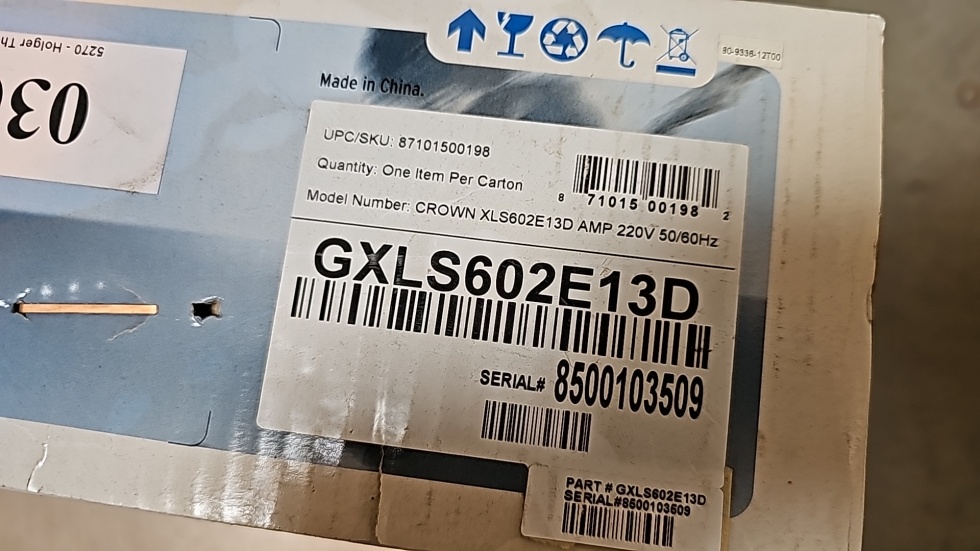 5270 - Holger Th
03
80-9336-12T00
Made in China.
UPC/SKU: 87101500198
Quantity: One Item Per Carton
8 71015 00198 2
Model Number: CROWN XLS602E13D AMP 220V 50/60Hz
GXLS602E13D
SERIAL# 8500103509
PART # GXLS602E13D
SERIAL#8500103509